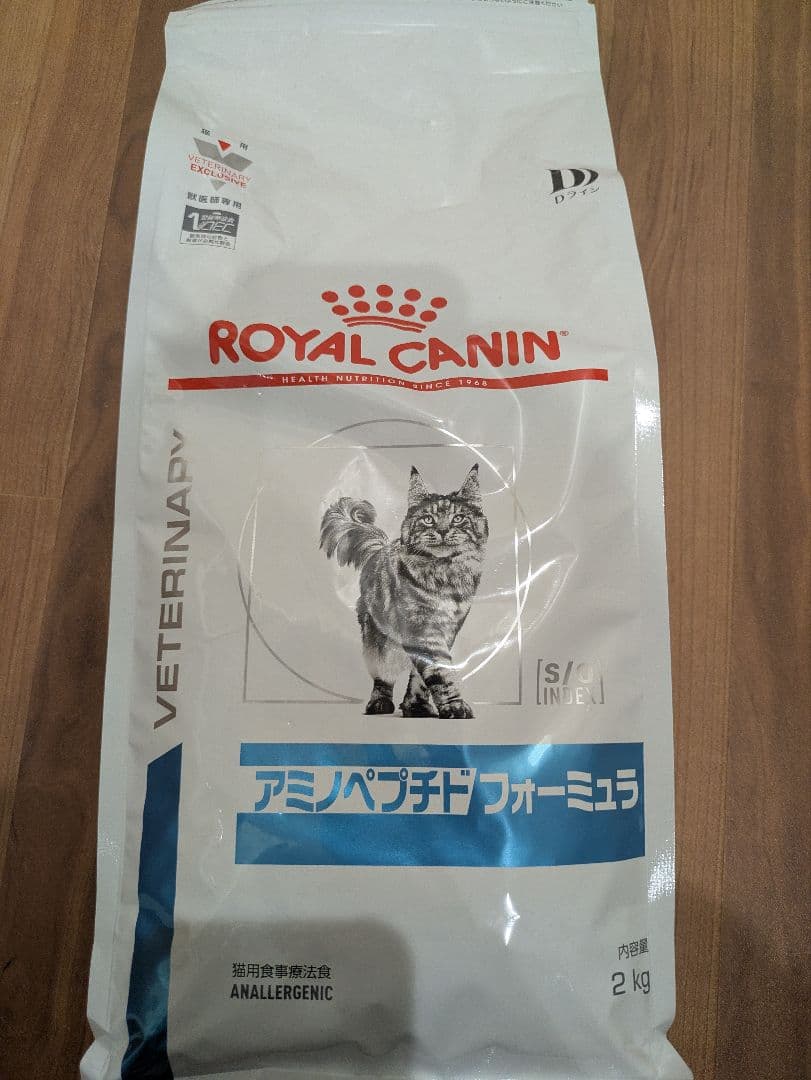 猫 用
VETERINARY
EXCLUSIVE
獣医師専用
Dライン
ROYAL CANIN®
HEALTH NUTRITION SINCE 1968
VETERINARY
S/O
INDEX
アミノペプチド フォーミュラ
猫用食事療法食
ANALLERGENIC
内容量
2 kg